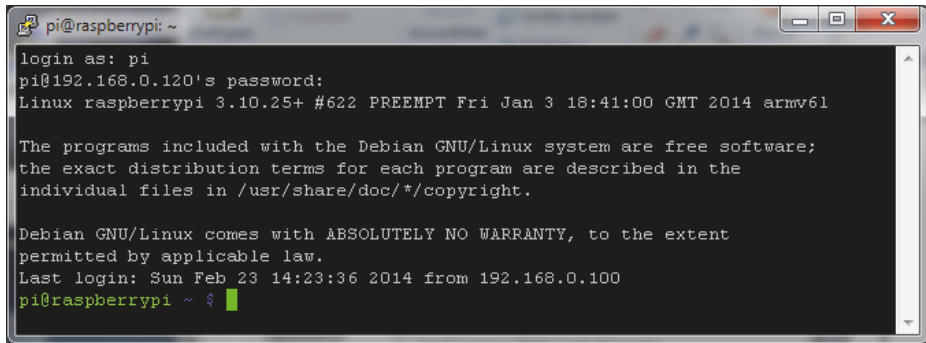 pi@raspberrypi: ~
login as: pi
pi@192.168.0.120's password:
Linux raspberrypi 3.10.25+ #622 PREEMPT Fri Jan 3 18:41:00 GMT 2014 armv6l
The programs included with the Debian GNU/Linux system are free software;
the exact distribution terms for each program are described in the
individual files in /usr/share/doc/*/copyright.
Debian GNU/Linux comes with ABSOLUTELY NO WARRANTY, to the extent
permitted by applicable law.
Last login: Sun Feb 23 14:23:36 2014 from 192.168.0.100
pi@raspberrypi ~ $